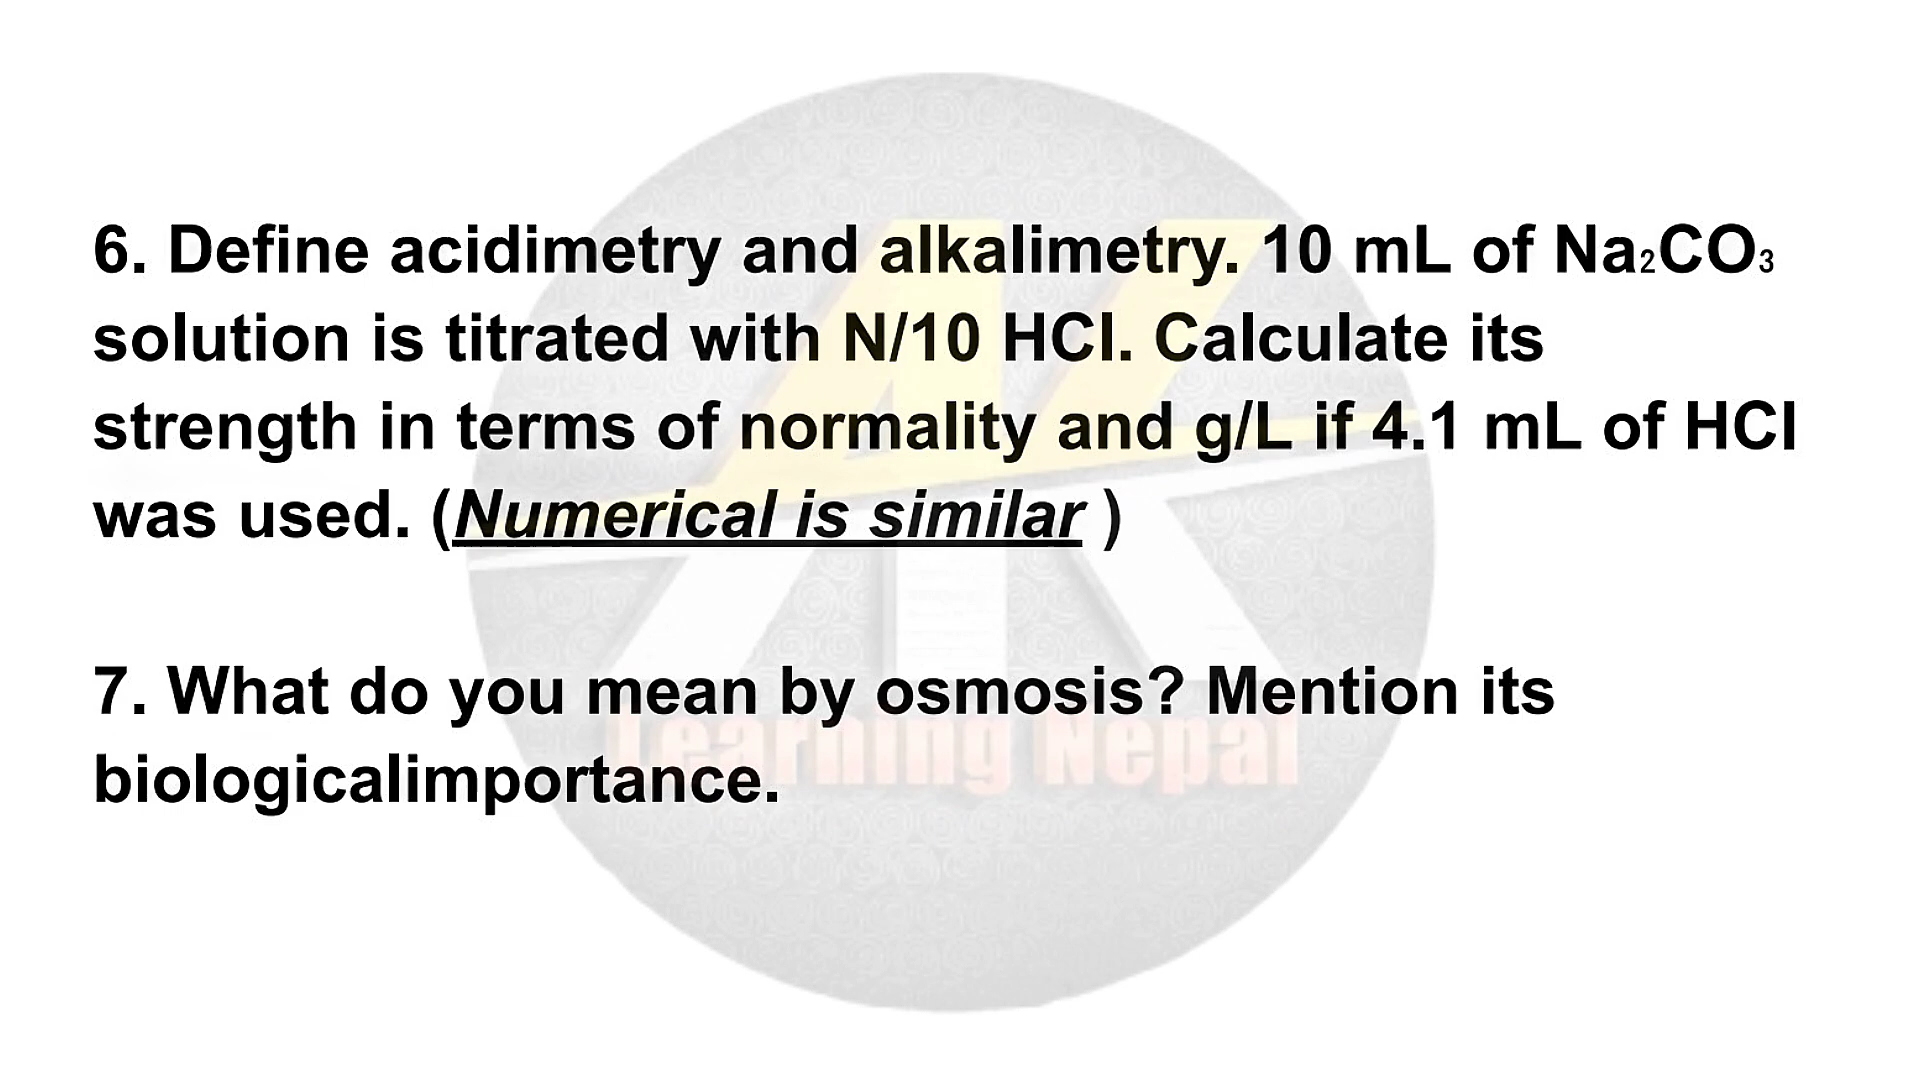 6. Define acidimetry and alkalimetry. 10 mL of Na₂CO₃
solution is titrated with N/10 HCl. Calculate its
strength in terms of normality and g/L if 4.1 mL of HCl
was used. (Numerical is similar )
7. What do you mean by osmosis? Mention its
Learning Nepal
biologicalimportance.